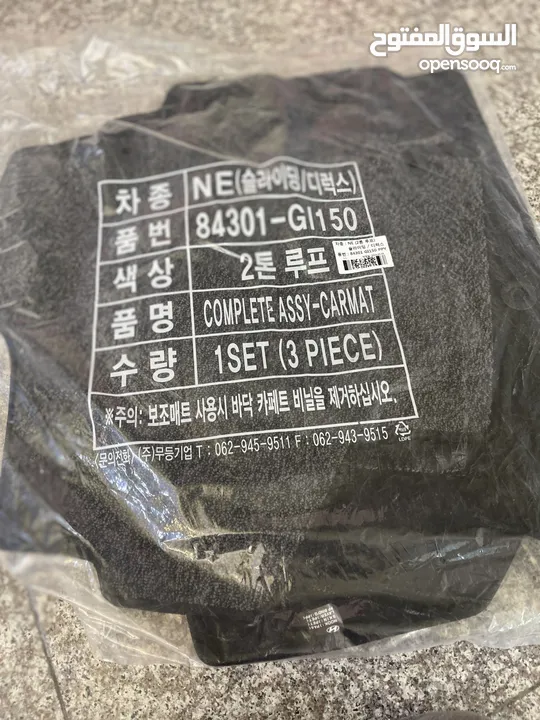 السوق المفتوح
opensooq.com
차종 NE(슬라이딩/디럭스)
품번 84301-GI150
색상 2톤 루프
품명 COMPLETE ASSY-CARMAT
수량 1SET (3 PIECE)
※주의: 보조매트 사용시 바닥 카페트 비닐을 제거하십시오.
(문의전화) (주)무등기업 T : 062-945-9511 F : 062-943-9515
LDPE